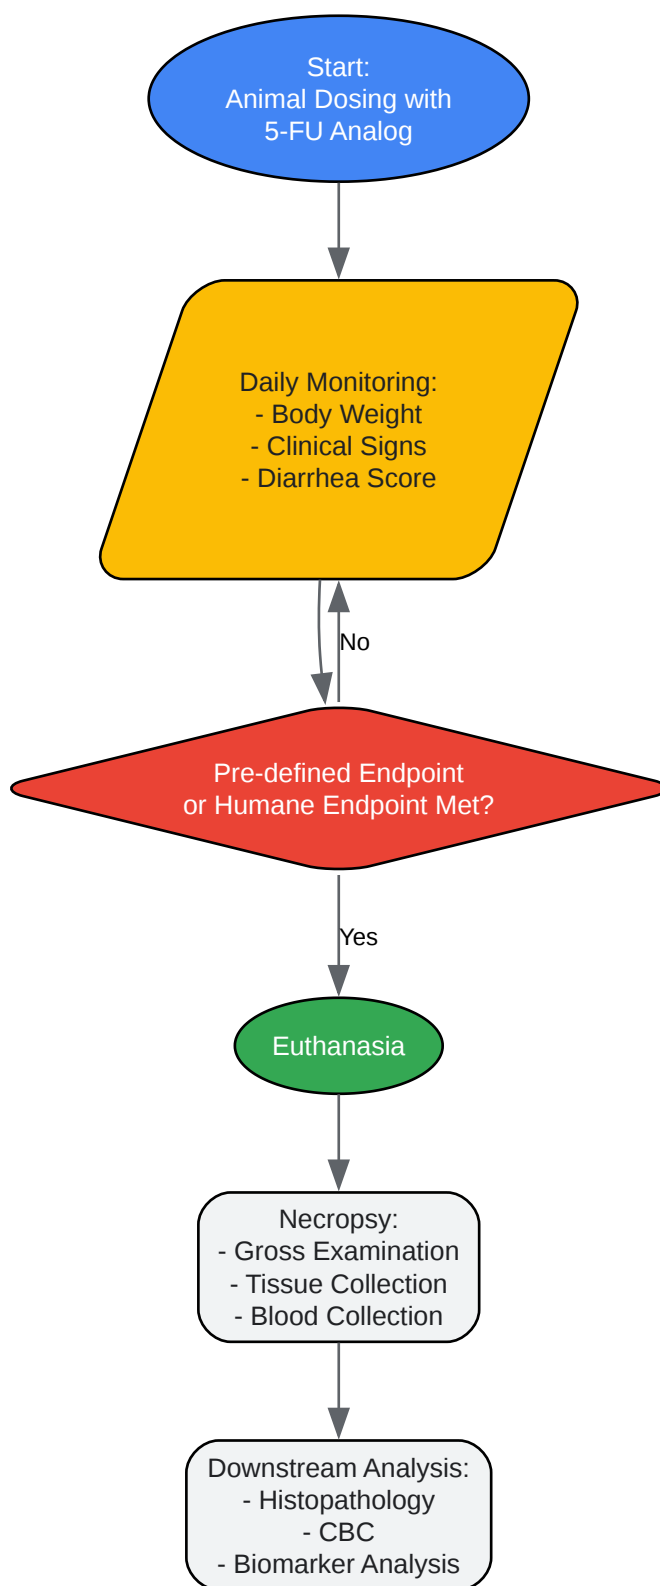 Start:
Animal Dosing with
5-FU Analog
Daily Monitoring:
- Body Weight
- Clinical Signs
- Diarrhea Score
No
Pre-defined Endpoint
or Humane Endpoint Met?
Yes
Euthanasia
Necropsy:
- Gross Examination
- Tissue Collection
- Blood Collection
Downstream Analysis:
- Histopathology
- CBC
- Biomarker Analysis